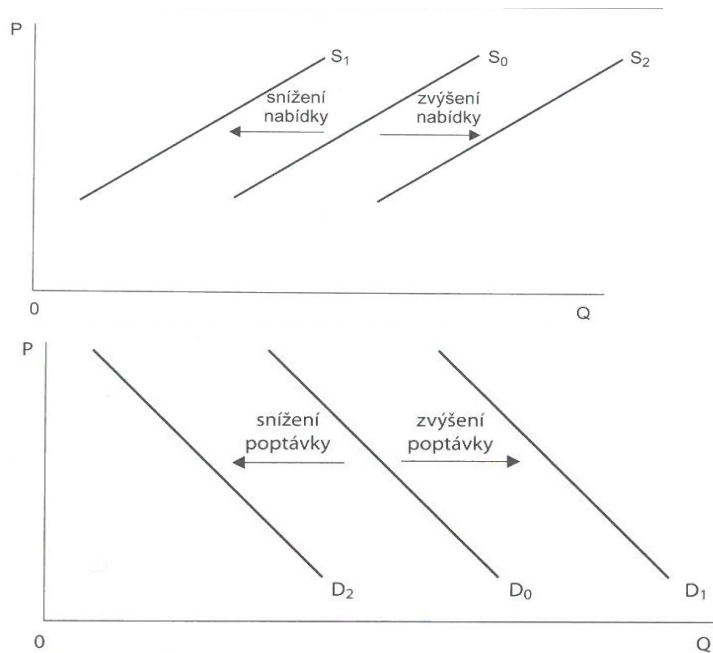 P
S₁
S₀
S₂
snížení
nabídky
zvýšení
nabídky
0
Q
P
snížení
poptávky
zvýšení
poptávky
D₂
D₀
D₁
0
Q